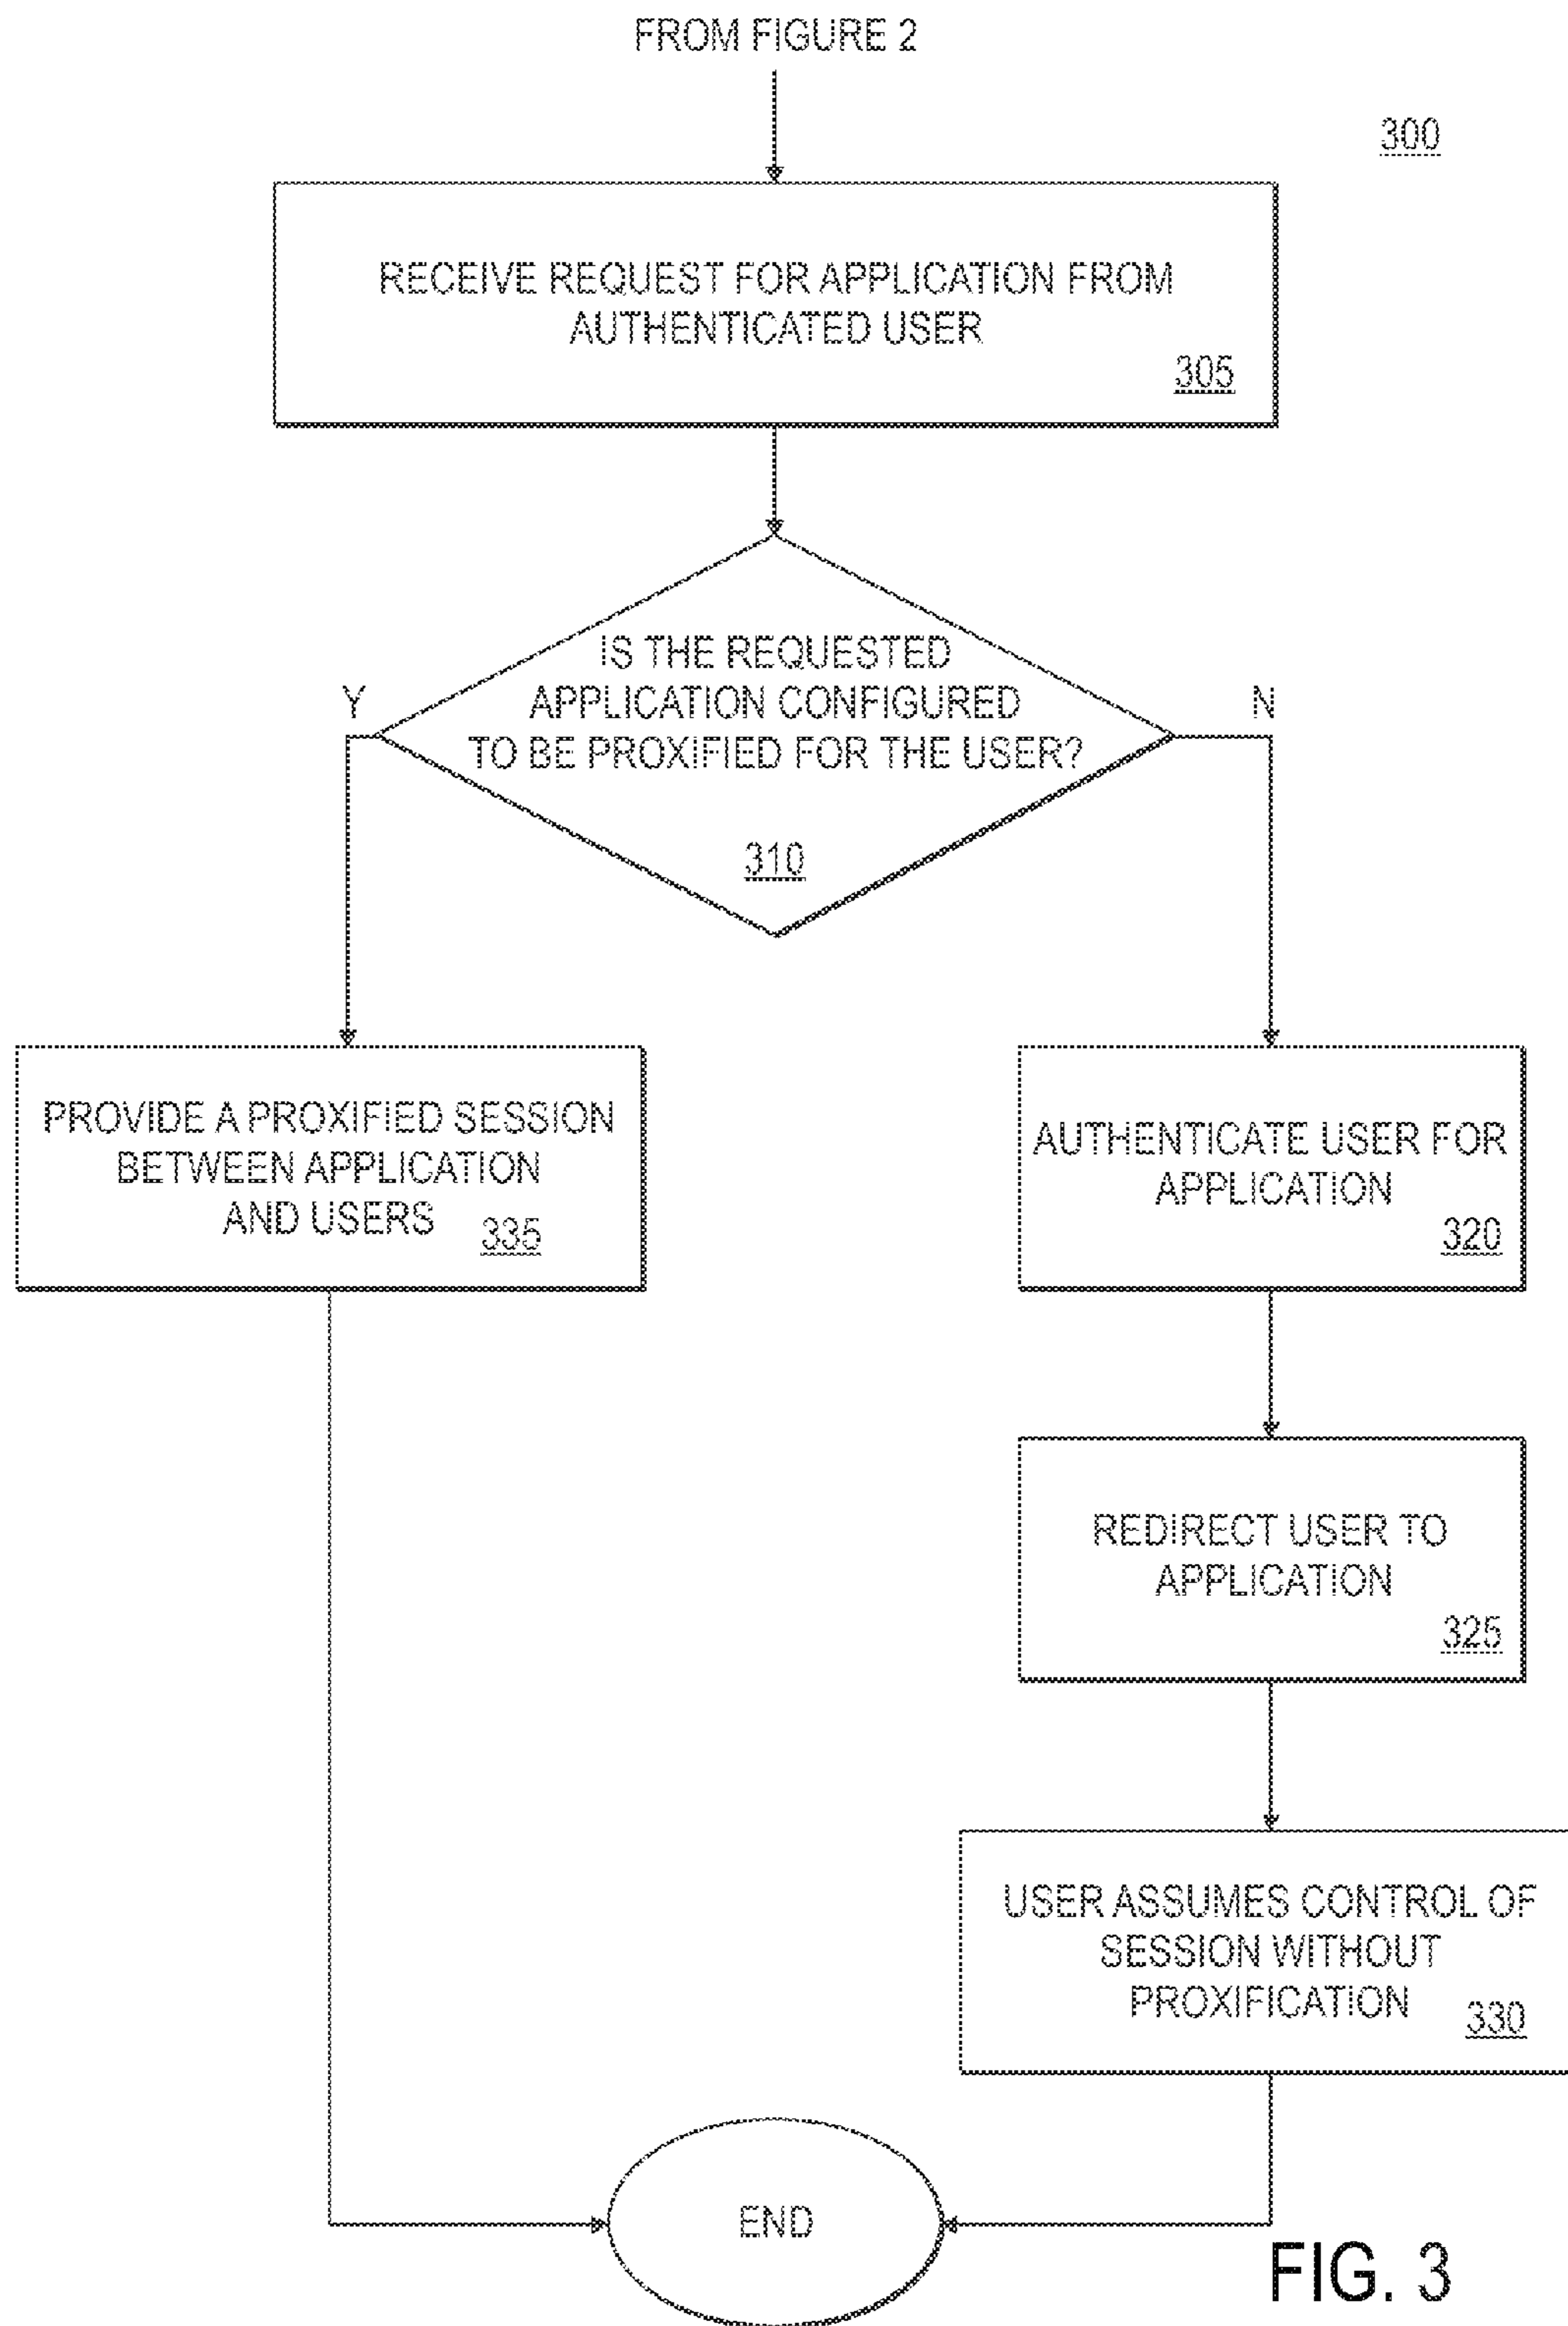 FROM FIGURE 2
300
RECEIVE REQUEST FOR APPLICATION FROM
AUTHENTICATED USER
305
IS THE REQUESTED
APPLICATION CONFIGURED
TO BE PROXIFIED FOR THE USER?
310
Y
N
PROVIDE A PROXIFIED SESSION
BETWEEN APPLICATION
AND USERS
335
AUTHENTICATE USER FOR
APPLICATION
320
REDIRECT USER TO
APPLICATION
325
USER ASSUMES CONTROL OF
SESSION WITHOUT
PROXIFICATION
330
END
FIG. 3